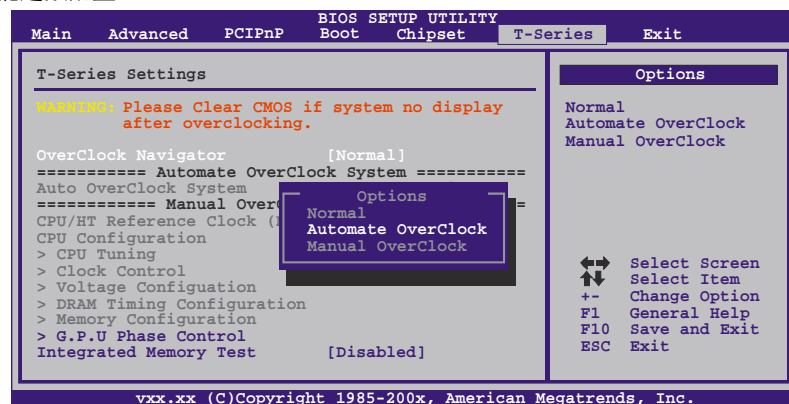 BIOS SETUP UTILITY
Main Advanced PCIPnP Boot Chipset T-Series Exit
T-Series Settings
WARNING: Please Clear CMOS if system no display
after overclocking.
OverClock Navigator [Normal]
=========== Automate OverClock System ===========
Auto OverClock System
=========== Manual Over =
CPU/HT Reference Clock (
CPU Configuration
> CPU Tuning
> Clock Control
> Voltage Configuation
> DRAM Timing Configuration
> Memory Configuration
> G.P.U Phase Control
Integrated Memory Test [Disabled]
Options
Normal
Automate OverClock
Manual OverClock
Options
Normal
Automate OverClock
Manual OverClock
Select Screen
Select Item
+- Change Option
F1 General Help
F10 Save and Exit
ESC Exit
vxx.xx (C)Copyright 1985-200x, American Megatrends, Inc.